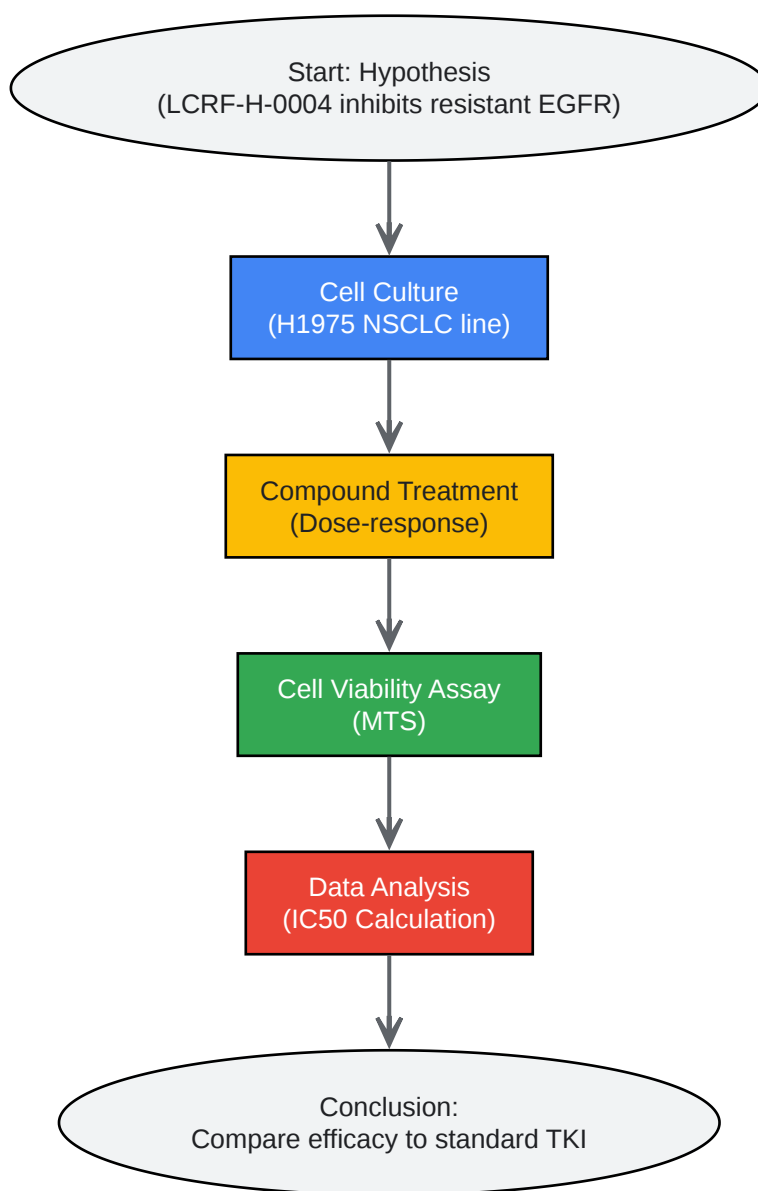 Start: Hypothesis
(LCRF-H-0004 inhibits resistant EGFR)
Cell Culture
(H1975 NSCLC line)
Compound Treatment
(Dose-response)
Cell Viability Assay
(MTS)
Data Analysis
(IC50 Calculation)
Conclusion:
Compare efficacy to standard TKI